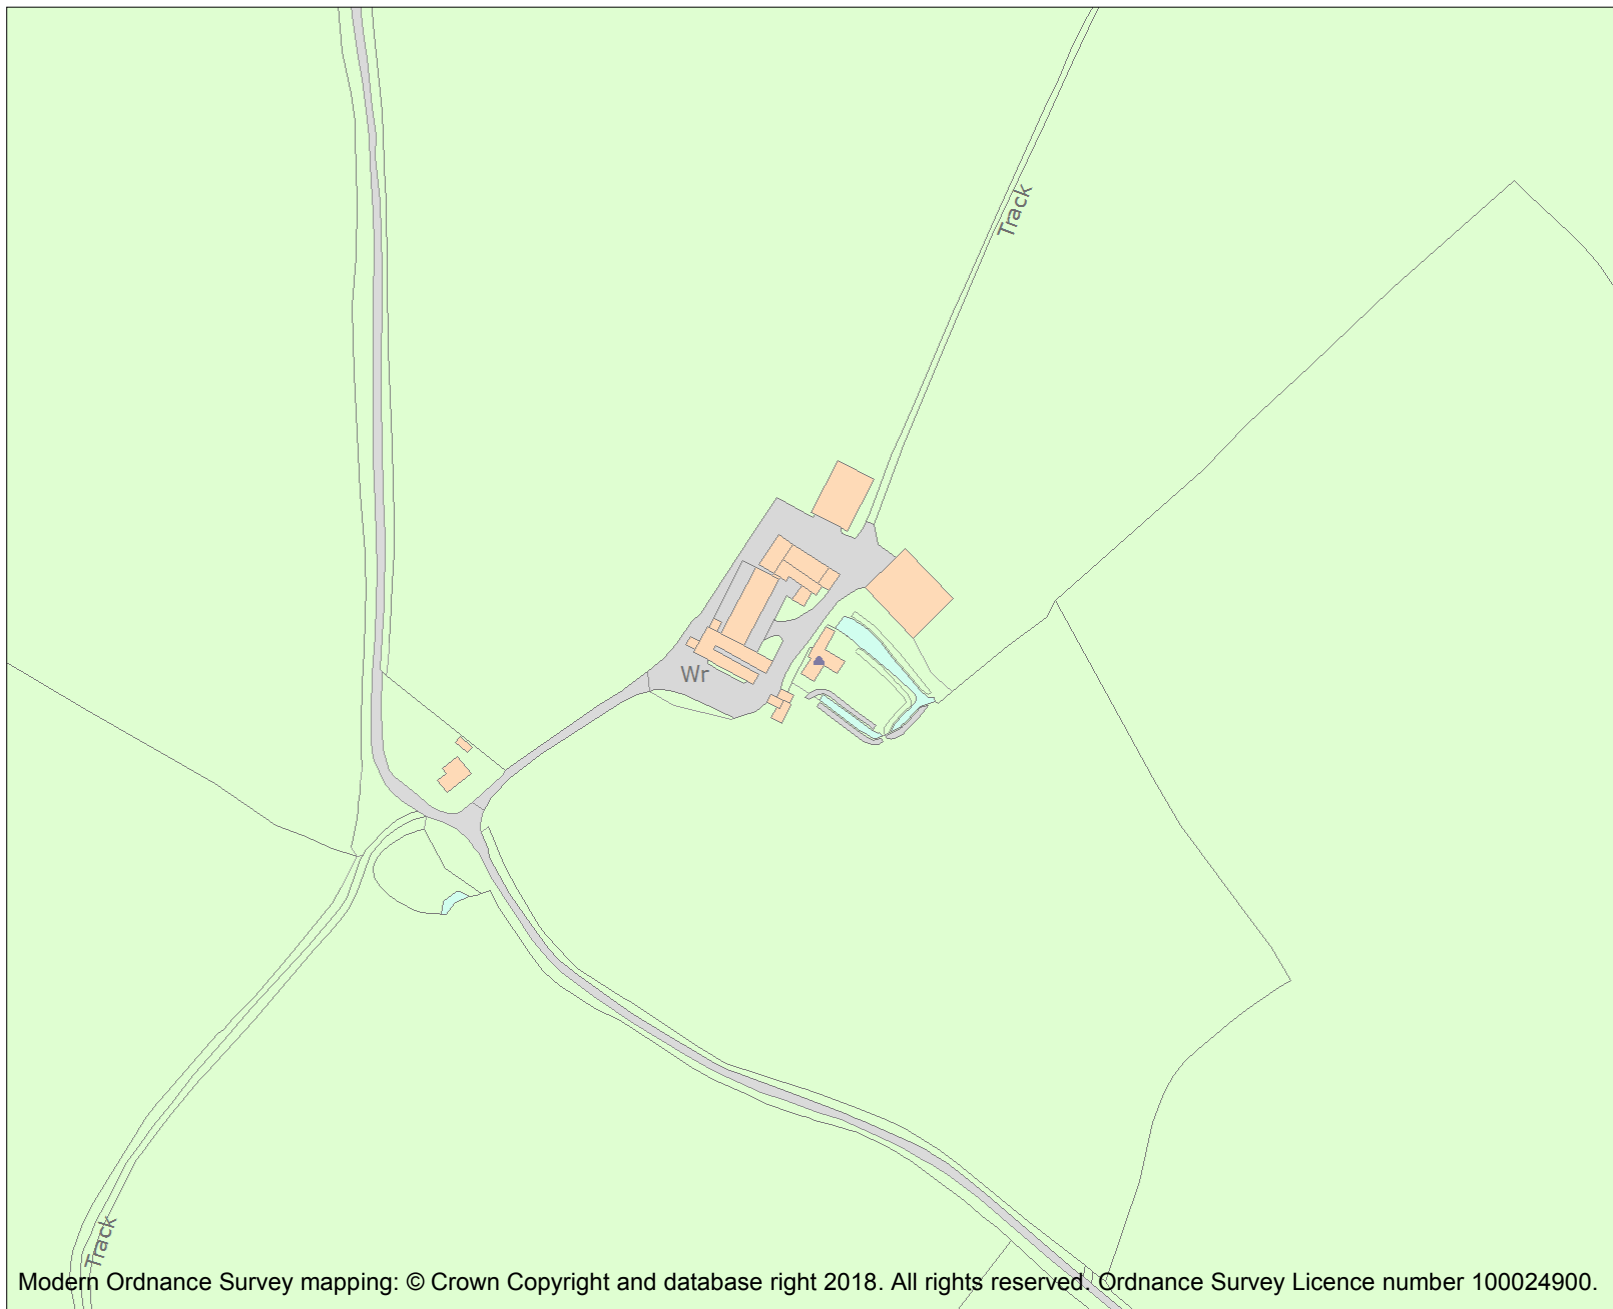 Track
Wr
Track
Modern Ordnance Survey mapping: © Crown Copyright and database right 2018. All rights reserved. Ordnance Survey Licence number 100024900.